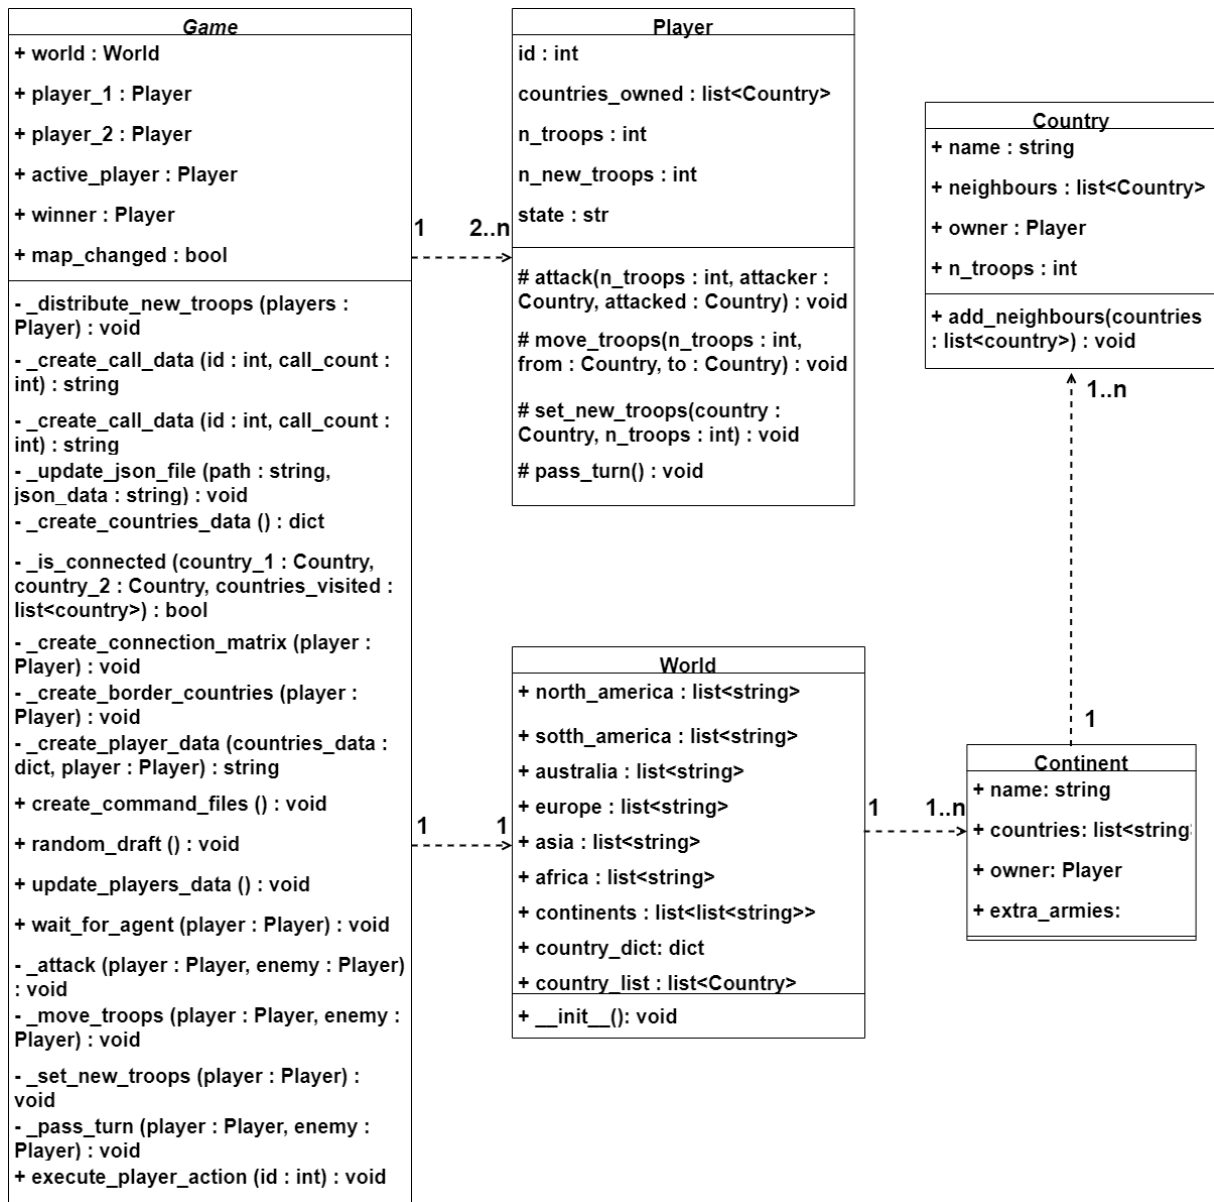 Game
+ world : World
+ player_1 : Player
+ player_2 : Player
+ active_player : Player
+ winner : Player
+ map_changed : bool
- _distribute_new_troops (players :
Player) : void
- _create_call_data (id : int, call_count :
int) : string
- _create_call_data (id : int, call_count :
int) : string
- _update_json_file (path : string,
json_data : string) : void
- _create_countries_data () : dict
- _is_connected (country_1 : Country,
country_2 : Country, countries_visited :
list<country>) : bool
- _create_connection_matrix (player :
Player) : void
- _create_border_countries (player :
Player) : void
- _create_player_data (countries_data :
dict, player : Player) : string
+ create_command_files () : void
+ random_draft () : void
+ update_players_data () : void
+ wait_for_agent (player : Player) : void
- _attack (player : Player, enemy : Player)
: void
- _move_troops (player : Player, enemy :
Player) : void
- _set_new_troops (player : Player) :
void
- _pass_turn (player : Player, enemy :
Player) : void
+ execute_player_action (id : int) : void
1
2..n
1
1
Player
id : int
countries_owned : list<Country>
n_troops : int
n_new_troops : int
state : str
# attack(n_troops : int, attacker :
Country, attacked : Country) : void
# move_troops(n_troops : int,
from : Country, to : Country) : void
# set_new_troops(country :
Country, n_troops : int) : void
# pass_turn() : void
World
+ north_america : list<string>
+ sotth_america : list<string>
+ australia : list<string>
+ europe : list<string>
+ asia : list<string>
+ africa : list<string>
+ continents : list<list<string>>
+ country_dict: dict
+ country_list : list<Country>
+ __init__(): void
1
1..n
Country
+ name : string
+ neighbours : list<Country>
+ owner : Player
+ n_troops : int
+ add_neighbours(countries
: list<country>) : void
1..n
1
Continent
+ name: string
+ countries: list<string
+ owner: Player
+ extra_armies: